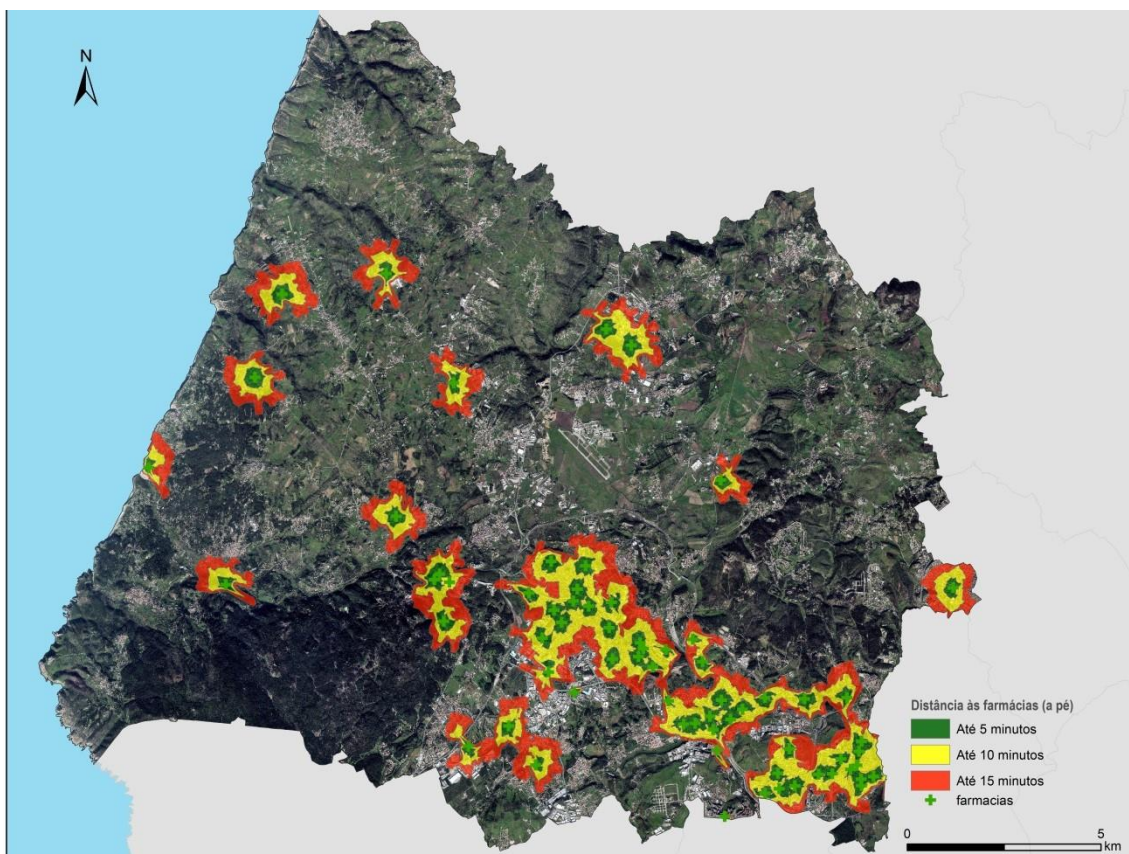 N
Distância às farmácias (a pé)
Até 5 minutos
Até 10 minutos
Até 15 minutos
farmacias
0 5
km